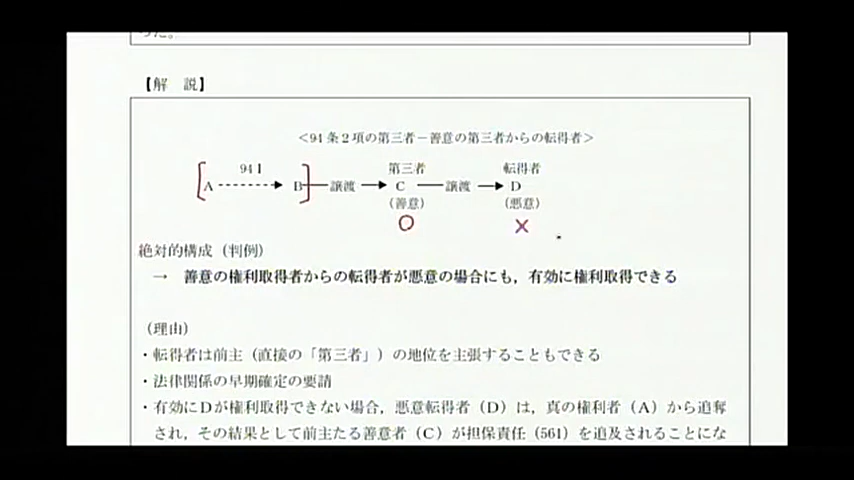 った。
【解　説】
＜94条2項の第三者－善意の第三者からの転得者＞
94Ⅰ　第三者　転得者
A　B　譲渡　C　譲渡　D
（善意）　（悪意）
○　×
絶対的構成（判例）
→　善意の権利取得者からの転得者が悪意の場合にも，有効に権利取得できる
（理由）
・転得者は前主（直接の「第三者」）の地位を主張することもできる
・法律関係の早期確定の要請
・有効にDが権利取得できない場合，悪意転得者（D）は，真の権利者（A）から追奪
され，その結果として前主たる善意者（C）が担保責任（561）を追及されることにな